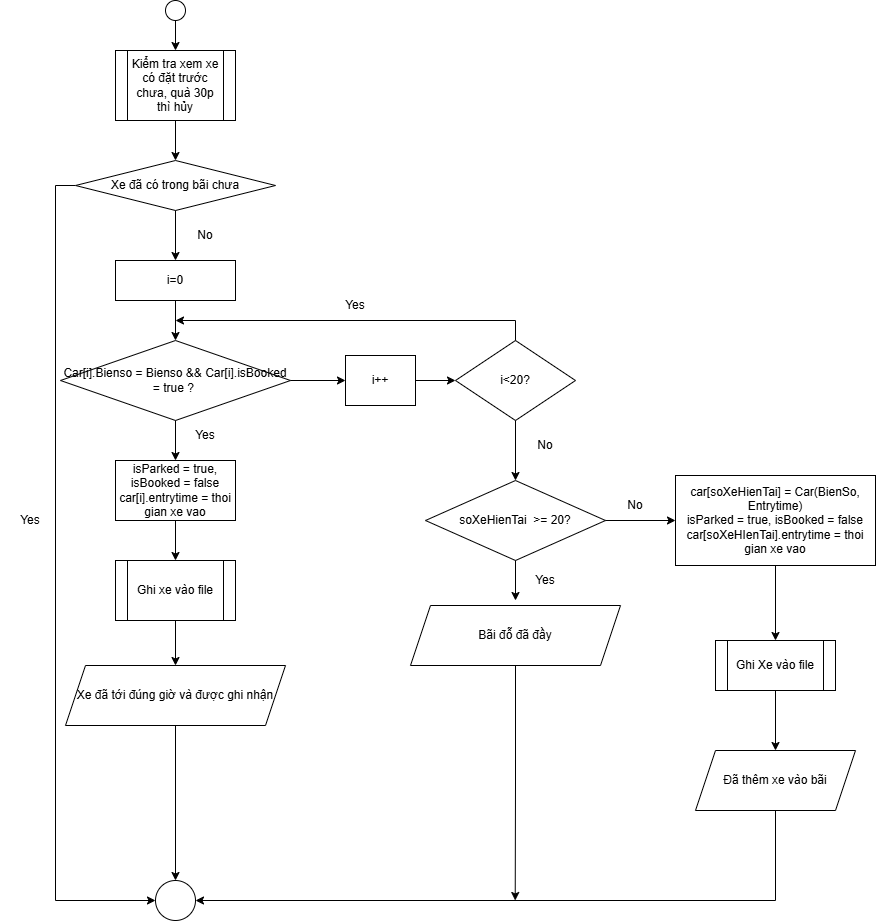 Kiểm tra xem xe
có đặt trước
chưa, quá 30p
thì hủy
Xe đã có trong bãi chưa
No
i=0
Yes
Car[i].Bienso = Bienso && Car[i].isBooked
= true ?
i++
i<20?
Yes
No
isParked = true,
isBooked = false
car[i].entrytime = thoi
gian xe vao
Yes
soXeHienTai  >= 20?
No
car[soXeHienTai] = Car(BienSo,
Entrytime)
isParked = true, isBooked = false
car[soXeHIenTai].entrytime = thoi
gian xe vao
Yes
Ghi xe vào file
Bãi đỗ đã đầy
Ghi Xe vào file
Xe đã tới đúng giờ và được ghi nhận
Đã thêm xe vào bãi